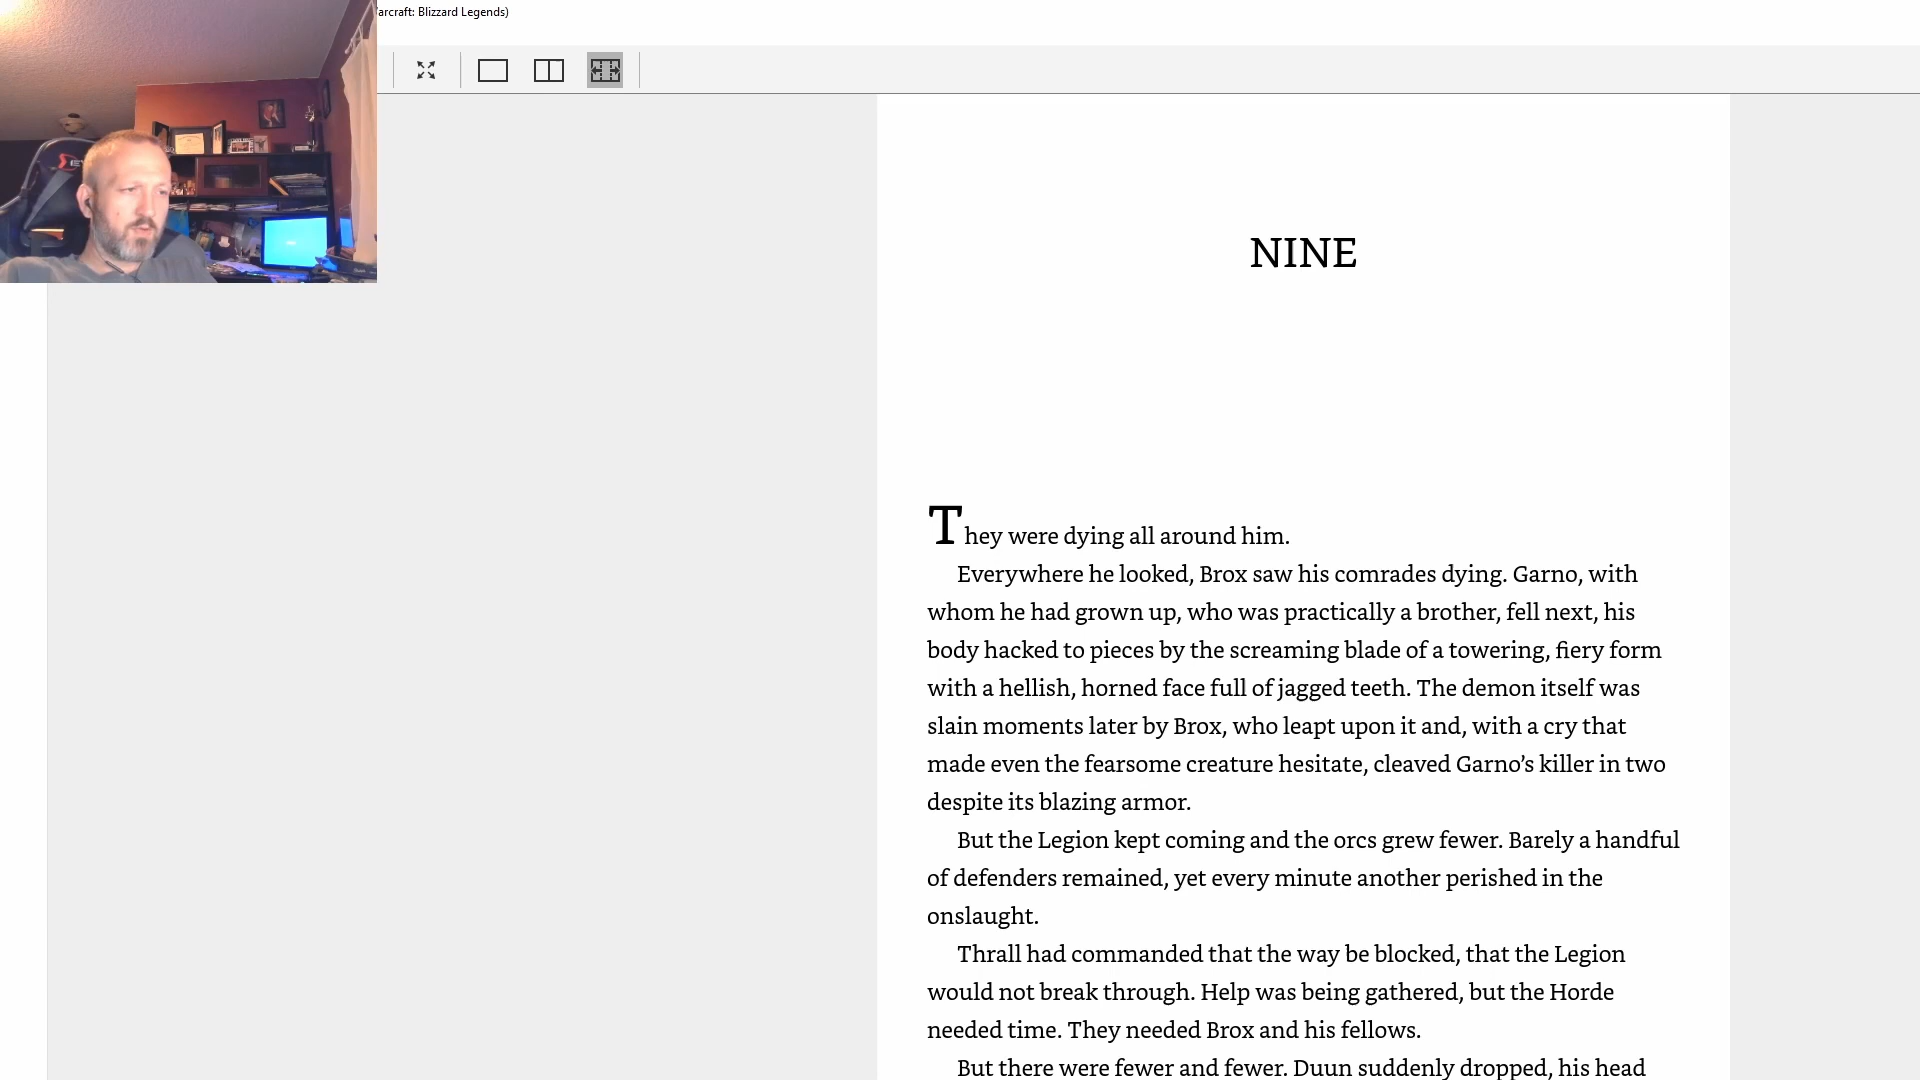 arcraft: Blizzard Legends)
NINE
They were dying all around him.
Everywhere he looked, Brox saw his comrades dying. Garno, with
whom he had grown up, who was practically a brother, fell next, his
body hacked to pieces by the screaming blade of a towering, fiery form
with a hellish, horned face full of jagged teeth. The demon itself was
slain moments later by Brox, who leapt upon it and, with a cry that
made even the fearsome creature hesitate, cleaved Garno’s killer in two
despite its blazing armor.
But the Legion kept coming and the orcs grew fewer. Barely a handful
of defenders remained, yet every minute another perished in the
onslaught.
Thrall had commanded that the way be blocked, that the Legion
would not break through. Help was being gathered, but the Horde
needed time. They needed Brox and his fellows.
But there were fewer and fewer. Duun suddenly dropped, his head